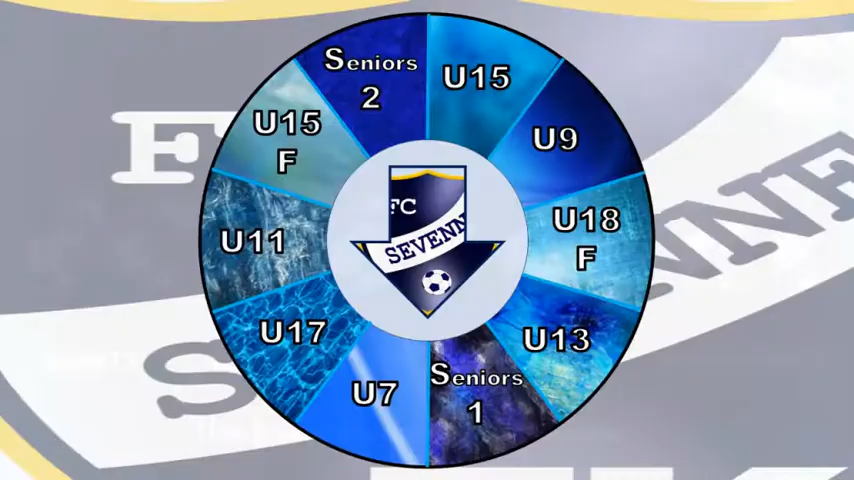 Seniors
2
U15
U15
F
U9
U11
U18
F
U17
U13
U7
Seniors
1
FC
SEVENN